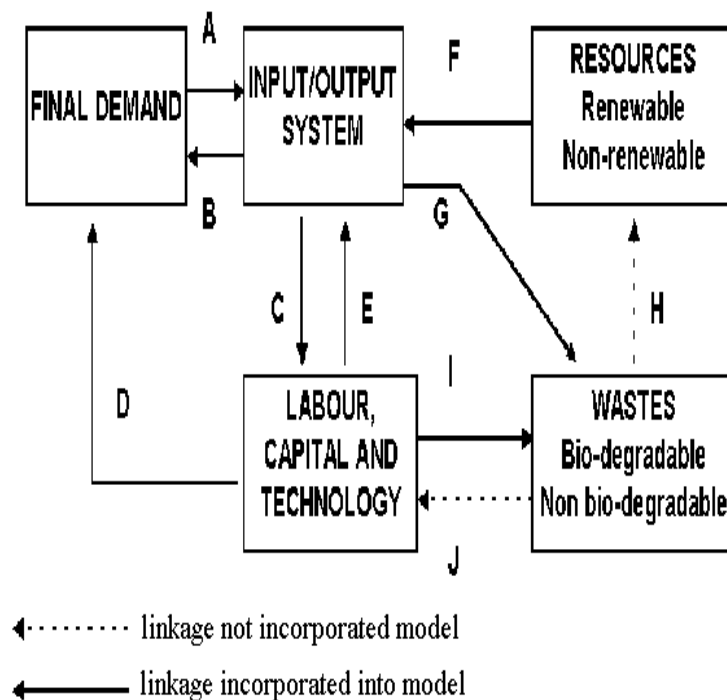 A
FINAL DEMAND
B
INPUT/OUTPUT
SYSTEM
F
RESOURCES
Renewable
Non-renewable
G
C
E
H
D
I
LABOUR,
CAPITAL AND
TECHNOLOGY
WASTES
Bio-degradable
Non bio-degradable
J
linkage not incorporated model
linkage incorporated into model